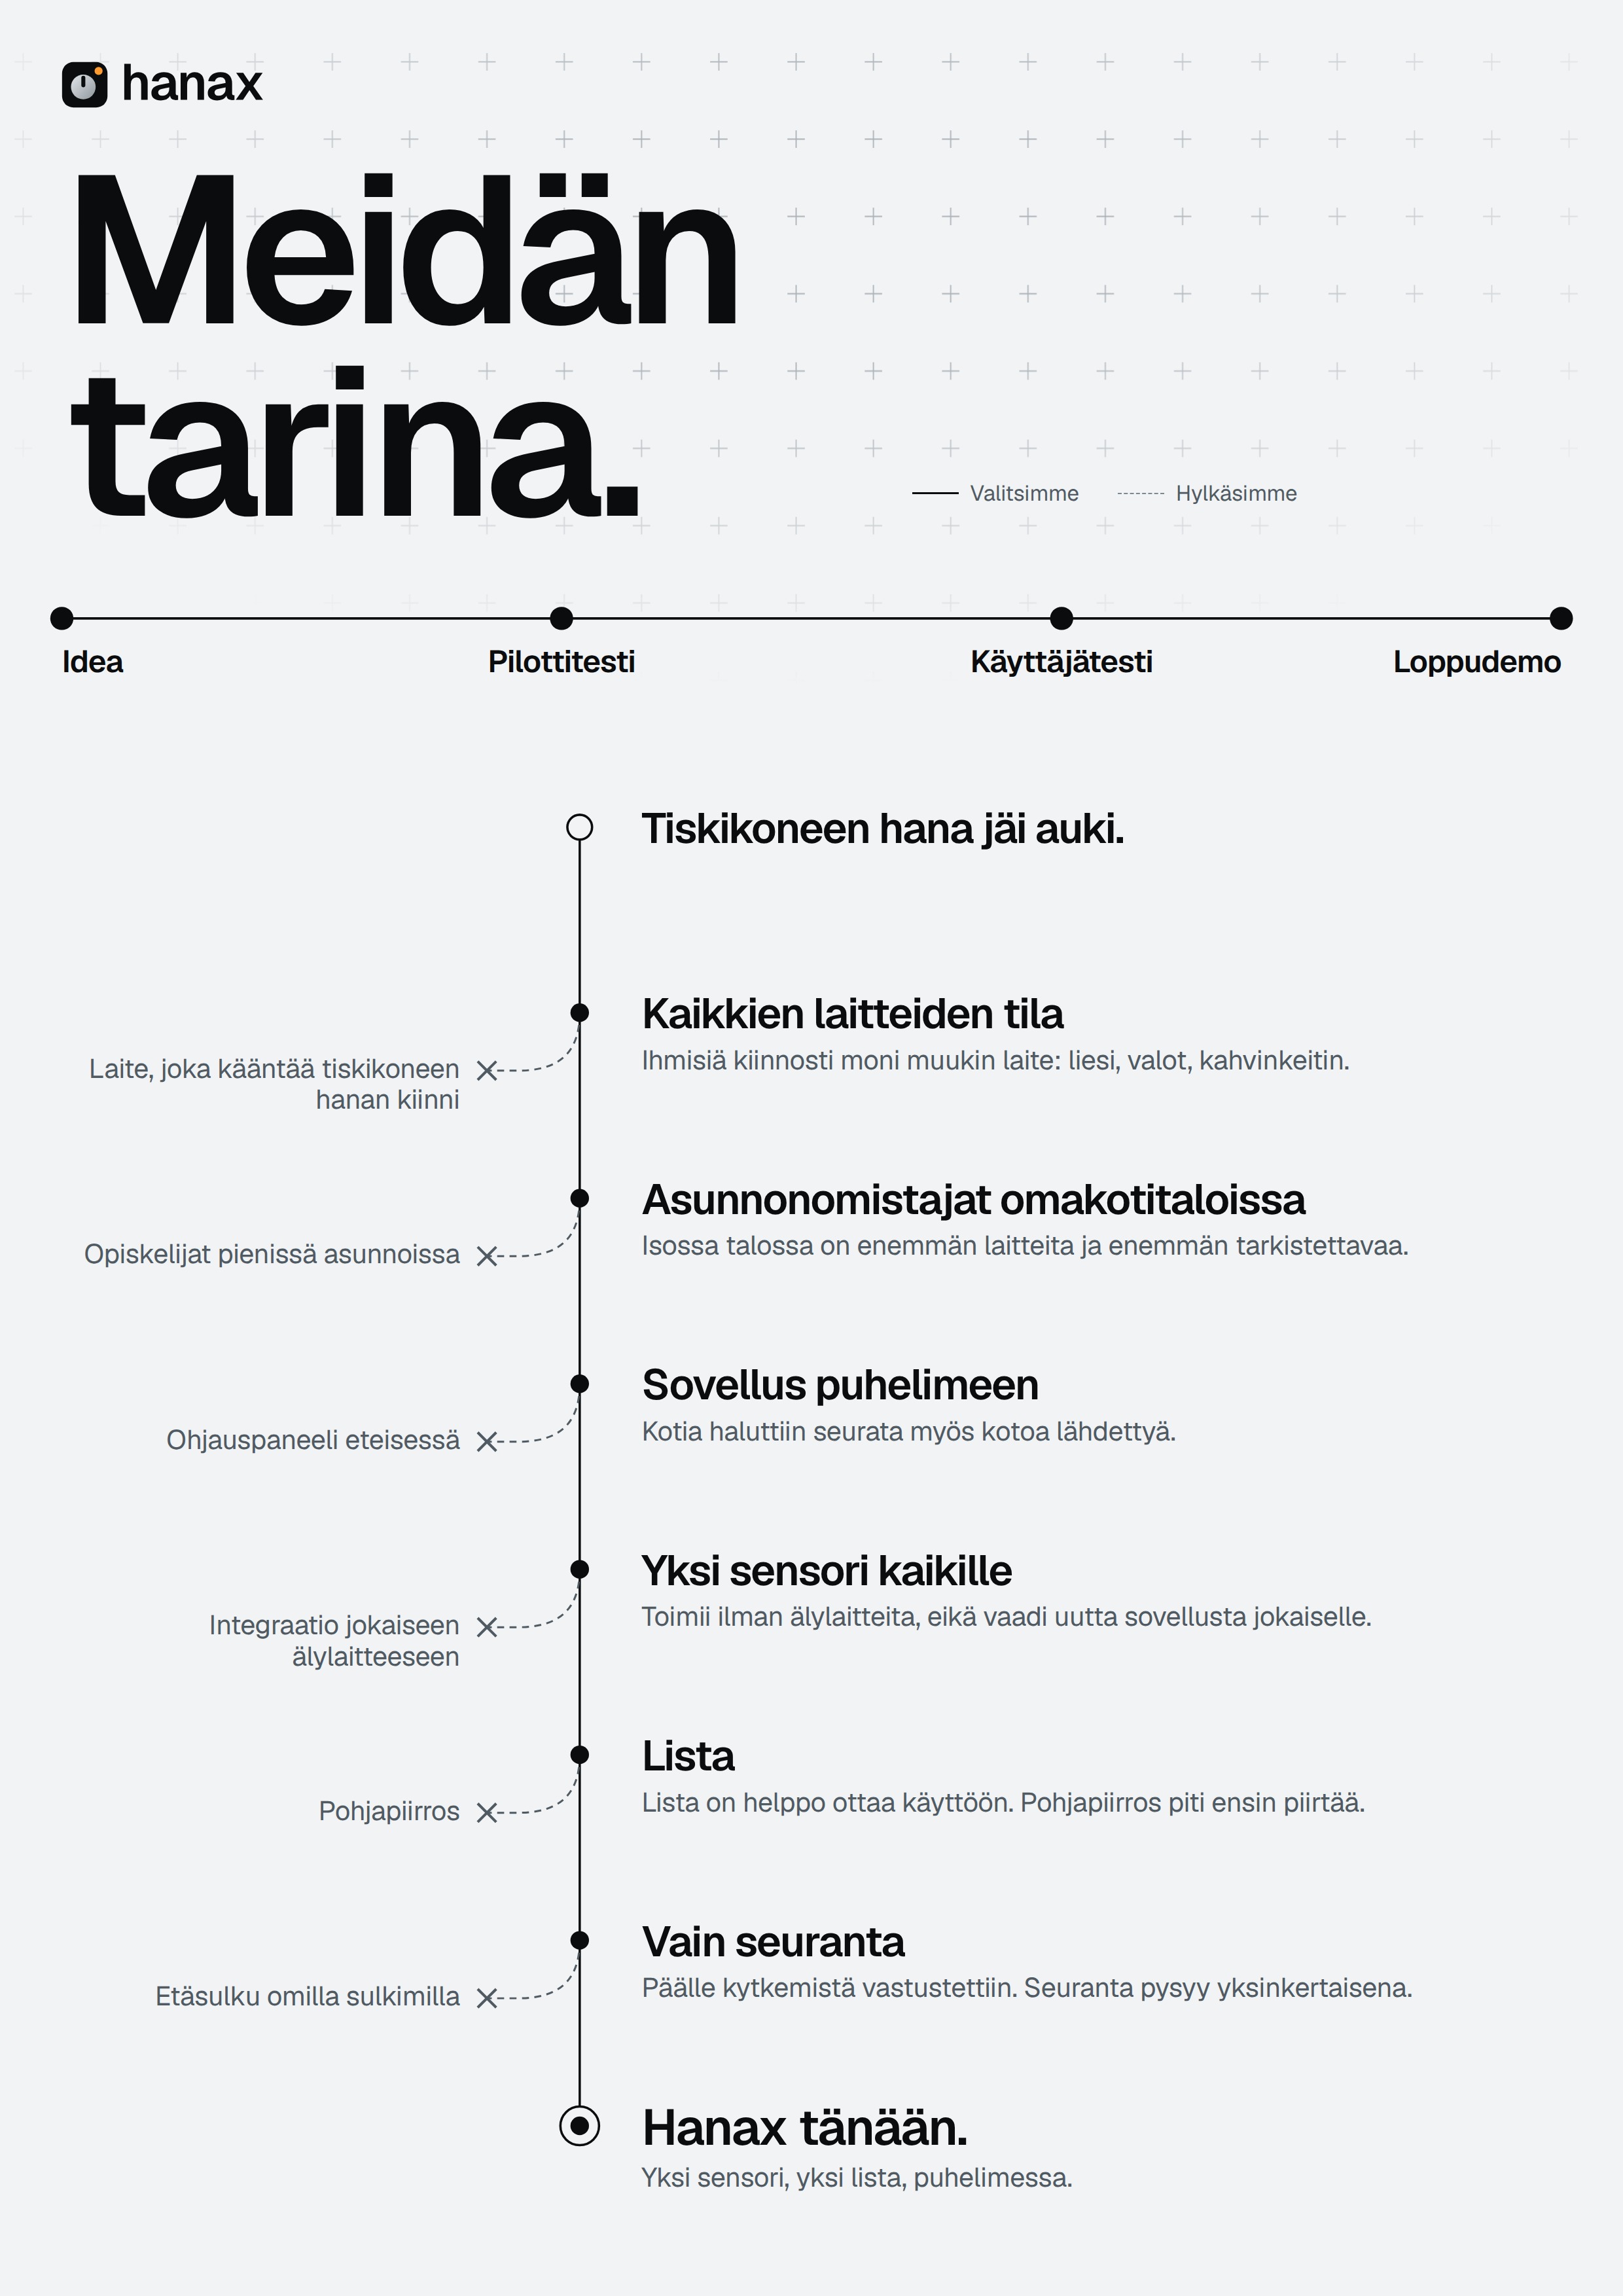 hanax
Meidän
tarina.
Valitsimme
Hylkäsimme
Idea
Pilottitesti
Käyttäjätesti
Loppudemo
Tiskikoneen hana jäi auki.
Kaikkien laitteiden tila
Ihmisiä kiinnosti moni muukin laite: liesi, valot, kahvinkeitin.
Laite, joka kääntää tiskikoneen
hanan kiinni
Asunnonomistajat omakotitaloissa
Isossa talossa on enemmän laitteita ja enemmän tarkistettavaa.
Opiskelijat pienissä asunnoissa
Sovellus puhelimeen
Kotia haluttiin seurata myös kotoa lähdettyä.
Ohjauspaneeli eteisessä
Yksi sensori kaikille
Toimii ilman älylaitteita, eikä vaadi uutta sovellusta jokaiselle.
Integraatio jokaiseen
älylaitteeseen
Lista
Lista on helppo ottaa käyttöön. Pohjapiirros piti ensin piirtää.
Pohjapiirros
Vain seuranta
Päälle kytkemistä vastustettiin. Seuranta pysyy yksinkertaisena.
Etäsulku omilla sulkimilla
Hanax tänään.
Yksi sensori, yksi lista, puhelimessa.